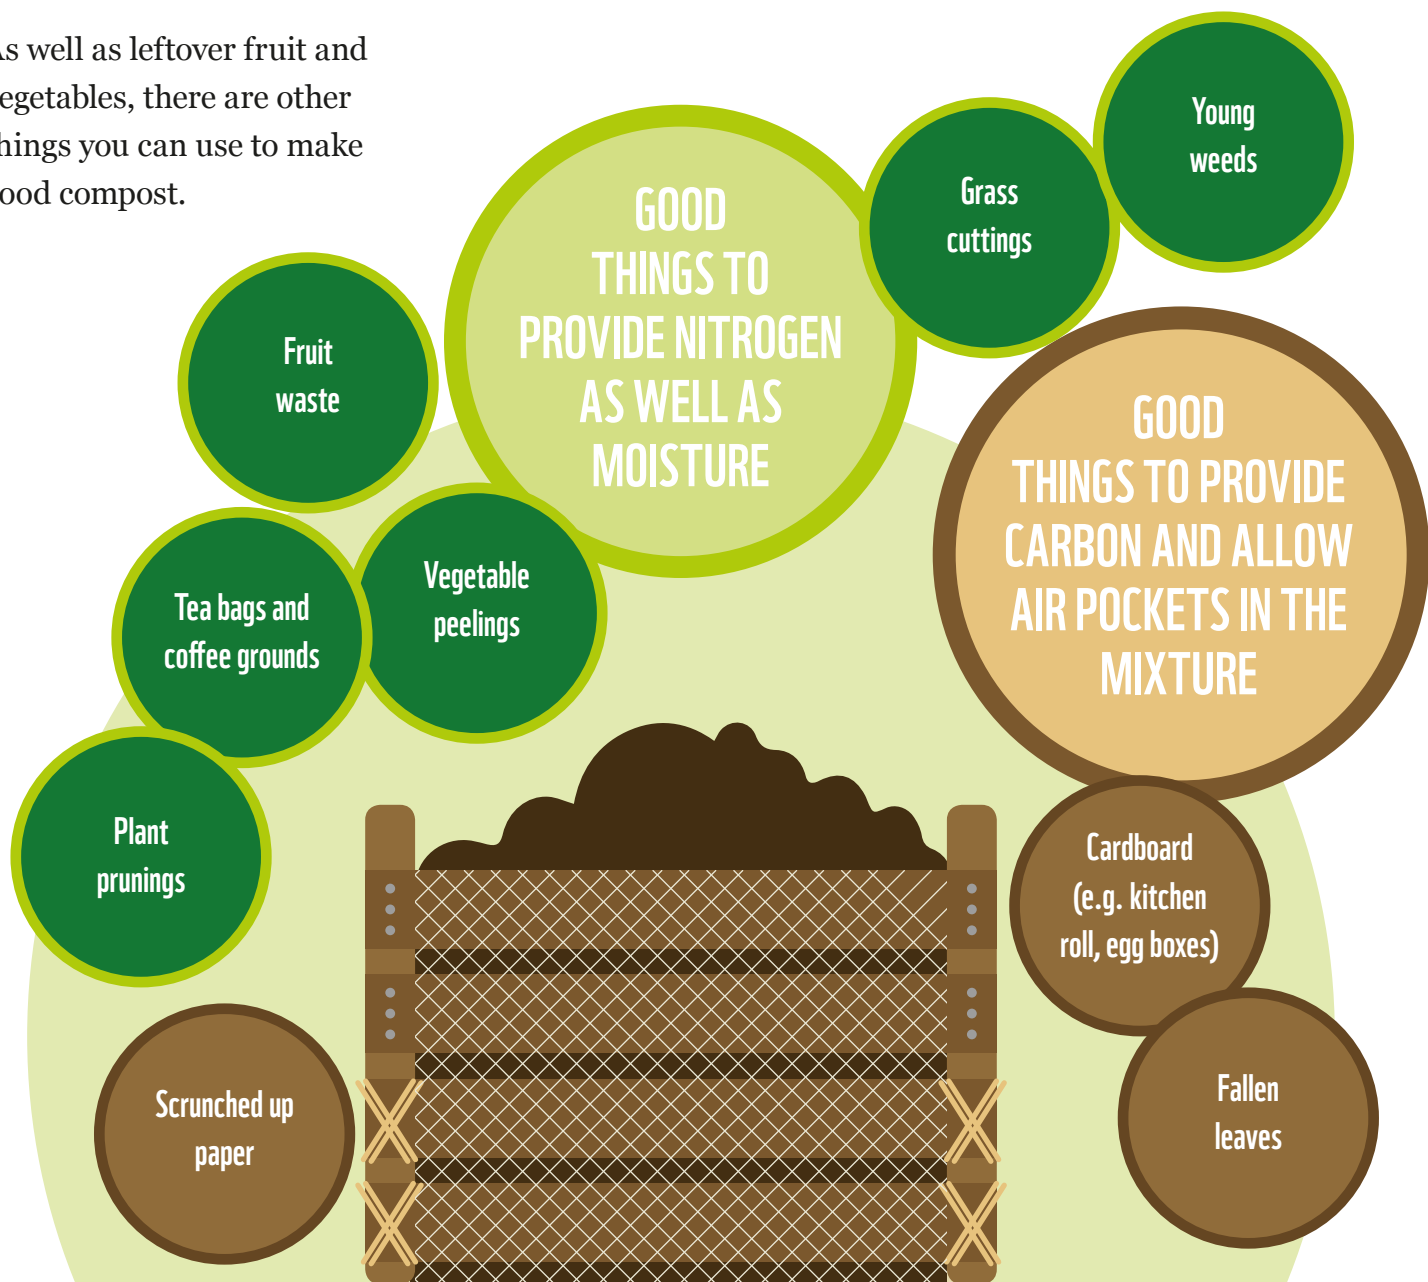 As well as leftover fruit and
egetables, there are other
hings you can use to make
ood compost.
Young
weeds
Grass
cuttings
GOOD
THINGS TO
PROVIDE NITROGEN
AS WELL AS
MOISTURE
Fruit
waste
GOOD
THINGS TO PROVIDE
CARBON AND ALLOW
AIR POCKETS IN THE
MIXTURE
Vegetable
peelings
Tea bags and
coffee grounds
Plant
prunings
Cardboard
(e.g. kitchen
roll, egg boxes)
Scrunched up
paper
Fallen
leaves